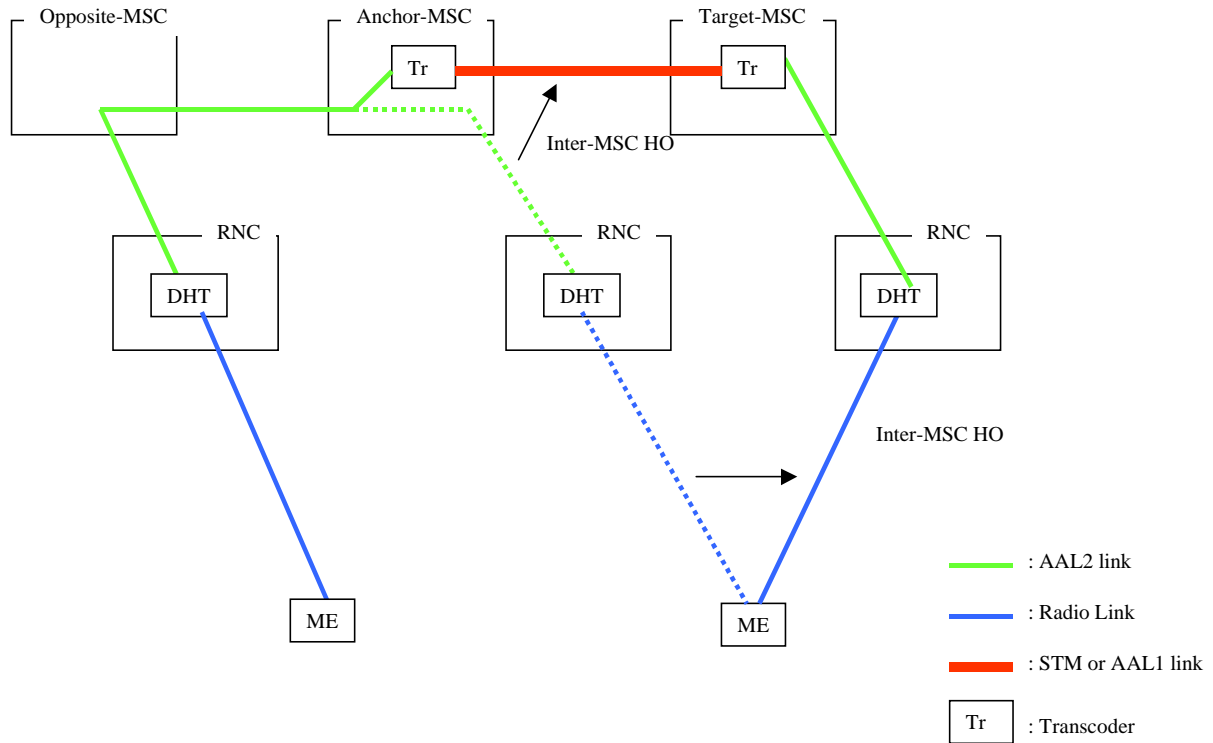 Opposite-MSC
Anchor-MSC
Target-MSC
Tr
Tr
Inter-MSC HO
RNC
RNC
RNC
DHT
DHT
DHT
Inter-MSC HO
ME
ME
: AAL2 link
: Radio Link
: STM or AAL1 link
Tr : Transcoder